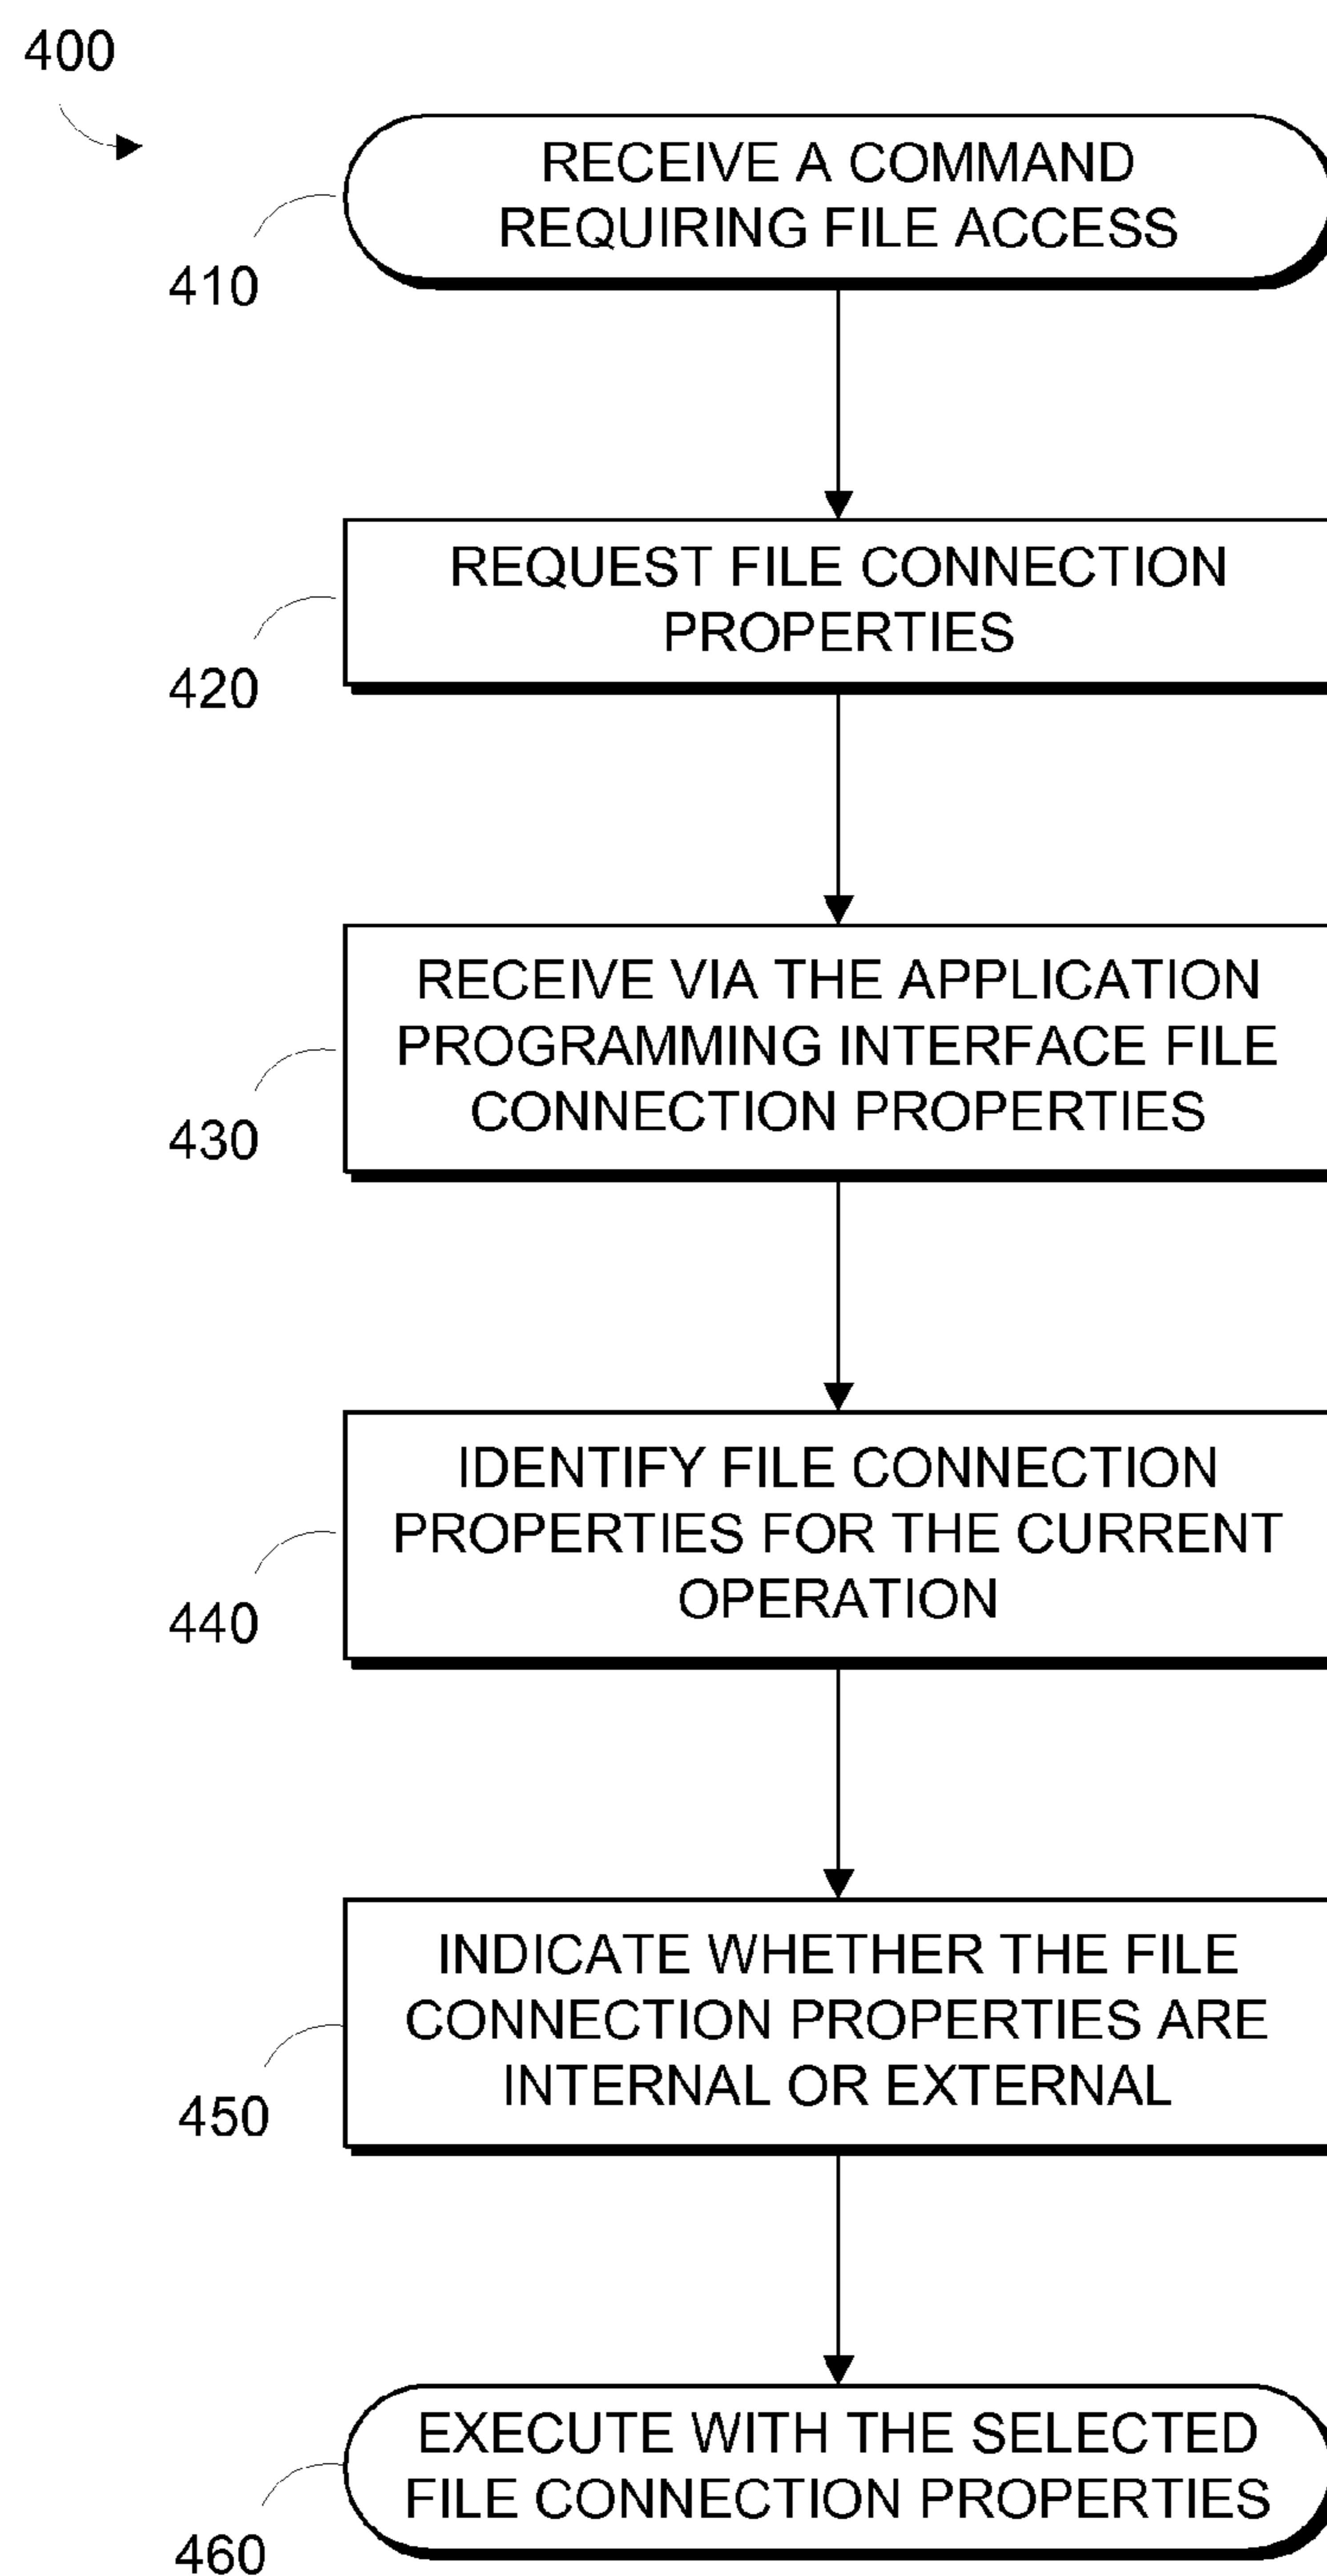 400
RECEIVE A COMMAND
REQUIRING FILE ACCESS
410
REQUEST FILE CONNECTION
PROPERTIES
420
RECEIVE VIA THE APPLICATION
PROGRAMMING INTERFACE FILE
CONNECTION PROPERTIES
430
IDENTIFY FILE CONNECTION
PROPERTIES FOR THE CURRENT
OPERATION
440
INDICATE WHETHER THE FILE
CONNECTION PROPERTIES ARE
INTERNAL OR EXTERNAL
450
EXECUTE WITH THE SELECTED
FILE CONNECTION PROPERTIES
460